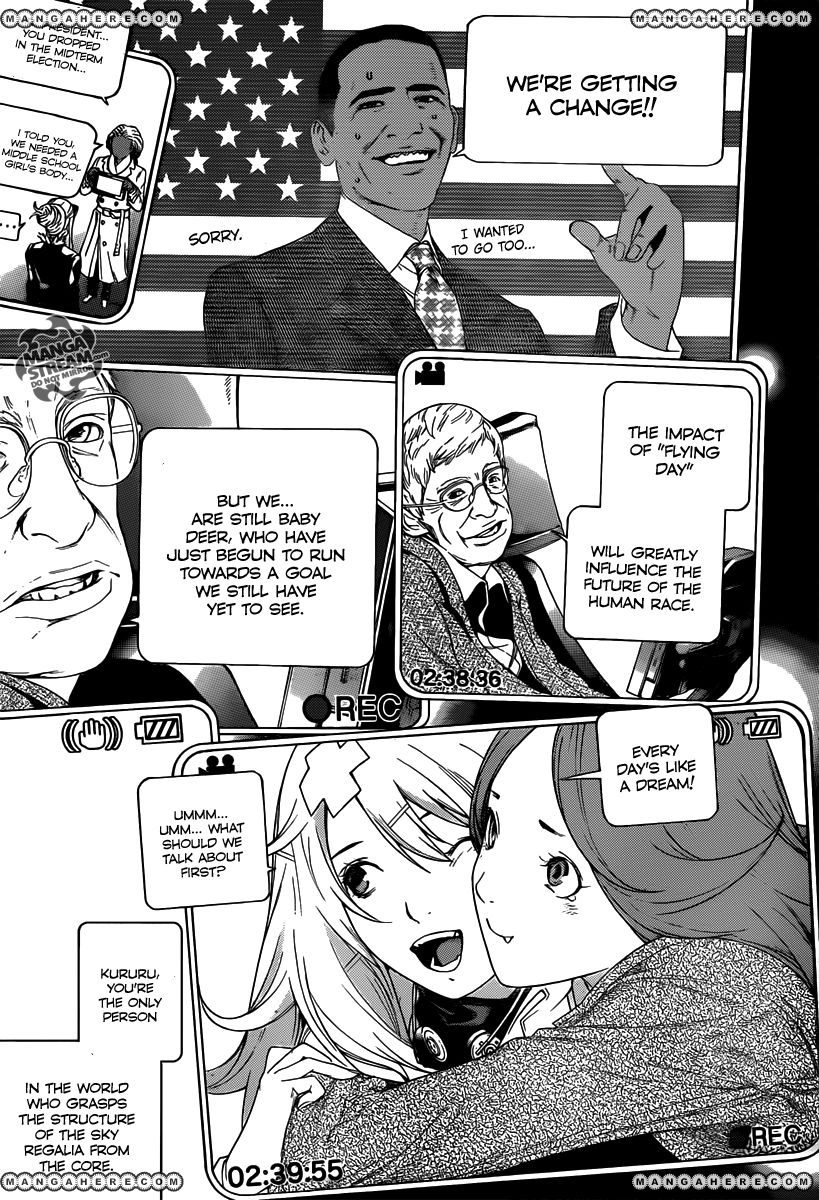 MANGAHERE.COM
MANGAHERE.COM
ESIDENT...
YOU DROPPED
IN THE MIDTERM
ELECTION...
I TOLD YOU,
WE NEEDED A
MIDDLE SCHOOL
GIRL'S BODY...
....
WE'RE GETTING
A CHANGE!!
SORRY.
I WANTED
TO GO TOO...
MANGA
STREAM.com
DO NOT MIRROR
THE IMPACT
OF "FLYING
DAY"
WILL GREATLY
INFLUENCE THE
FUTURE OF THE
HUMAN RACE.
02:38:36
BUT WE...
ARE STILL BABY
DEER, WHO HAVE
JUST BEGUN TO RUN
TOWARDS A GOAL
WE STILL HAVE
YET TO SEE.
REC
EVERY
DAY'S LIKE
A DREAM!
UMMM...
UMM... WHAT
SHOULD WE
TALK ABOUT
FIRST?
KURURU,
YOU'RE
THE ONLY
PERSON
IN THE WORLD
WHO GRASPS
THE STRUCTURE
OF THE SKY
REGALIA FROM
THE CORE.
02:39:55
REC
MANGAHERE.COM
MANGAHERE.COM